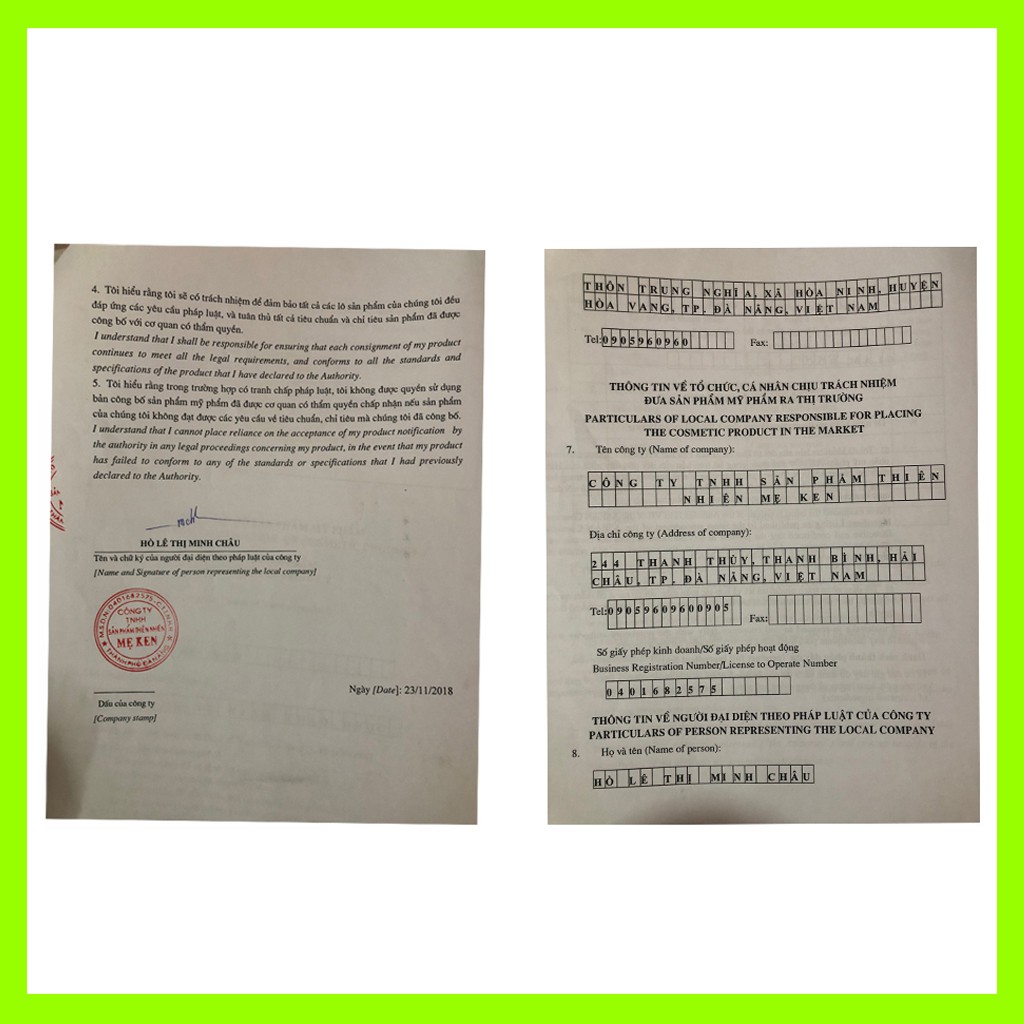 4. Tôi hiểu rằng tôi sẽ có trách nhiệm để đảm bảo tất cả các lô sản phẩm của chúng tôi đều
đáp ứng các yêu cầu pháp luật, và tuân thủ tất cả tiêu chuẩn và chỉ tiêu sản phẩm đã được
công bố với cơ quan có thẩm quyền.
I understand that I shall be responsible for ensuring that each consignment of my product
continues to meet all the legal requirements, and conforms to all the standards and
specifications of the product that I have declared to the Authority.
5. Tôi hiểu rằng trong trường hợp có tranh chấp pháp luật, tôi không được quyền sử dụng
bản công bố sản phẩm mỹ phẩm đã được cơ quan có thẩm quyền chấp nhận nếu sản phẩm
của chúng tôi không đạt được các yêu cầu về tiêu chuẩn, chỉ tiêu mà chúng tôi đã công bố.
I understand that I cannot place reliance on the acceptance of my product notification by
the authority in any legal proceedings concerning my product, in the event that my product
has failed to conform to any of the standards or specifications that I had previously
declared to the Authority.
HỒ LÊ THỊ MINH CHÂU
Tên và chữ ký của người đại diện theo pháp luật của công ty
[Name and Signature of person representing the local company]
M.S.D.N:0401682575-C.T.T.N.H.H
CÔNG TY
TNHH
SẢN PHẨM THIÊN NHIÊN
MẸ KEN
THÀNH PHỐ ĐÀ NẴNG
Ngày [Date]: 23/11/2018
Dấu của công ty
[Company stamp]
THÔN TRUNG NGHĨA, XÃ HÒA NINH, HUYỆN
HÒA VANG, TP. ĐÀ NẴNG, VIỆT NAM
Tel: 0905960960 Fax:
THÔNG TIN VỀ TỔ CHỨC, CÁ NHÂN CHỊU TRÁCH NHIỆM
ĐƯA SẢN PHẨM MỸ PHẨM RA THỊ TRƯỜNG
PARTICULARS OF LOCAL COMPANY RESPONSIBLE FOR PLACING
THE COSMETIC PRODUCT IN THE MARKET
7. Tên công ty (Name of company):
CÔNG TY TNHH SẢN PHẨM THIÊN
NHIÊN MẸ KEN
Địa chỉ công ty (Address of company):
244 THANH THỦY, THANH BÌNH, HẢI
CHÂU, TP. ĐÀ NẴNG, VIỆT NAM
Tel: 09059609600905 Fax:
Số giấy phép kinh doanh/Số giấy phép hoạt động
Business Registration Number/License to Operate Number
0401682575
THÔNG TIN VỀ NGƯỜI ĐẠI DIỆN THEO PHÁP LUẬT CỦA CÔNG TY
PARTICULARS OF PERSON REPRESENTING THE LOCAL COMPANY
8. Họ và tên (Name of person):
HỒ LÊ THỊ MINH CHÂU